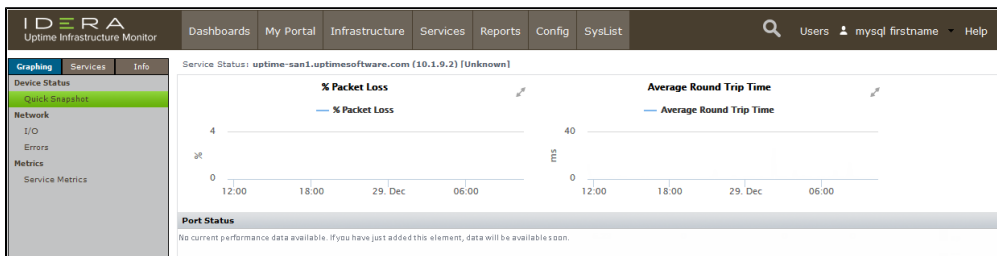 IDERA
Uptime Infrastructure Monitor
Dashboards My Portal Infrastructure Services Reports Config SysList Users mysql firstname Help
Graphing Services Info
Device Status
Quick Snapshot
Network
I/O
Errors
Metrics
Service Metrics
Service Status: uptime-san1.uptimesoftware.com (10.1.9.2) [Unknown]
% Packet Loss
% Packet Loss
4
%
0
12:00 18:00 29. Dec 06:00
Average Round Trip Time
Average Round Trip Time
40
ms
0
12:00 18:00 29. Dec 06:00
Port Status
No current performance data available. If you have just added this element, data will be available soon.